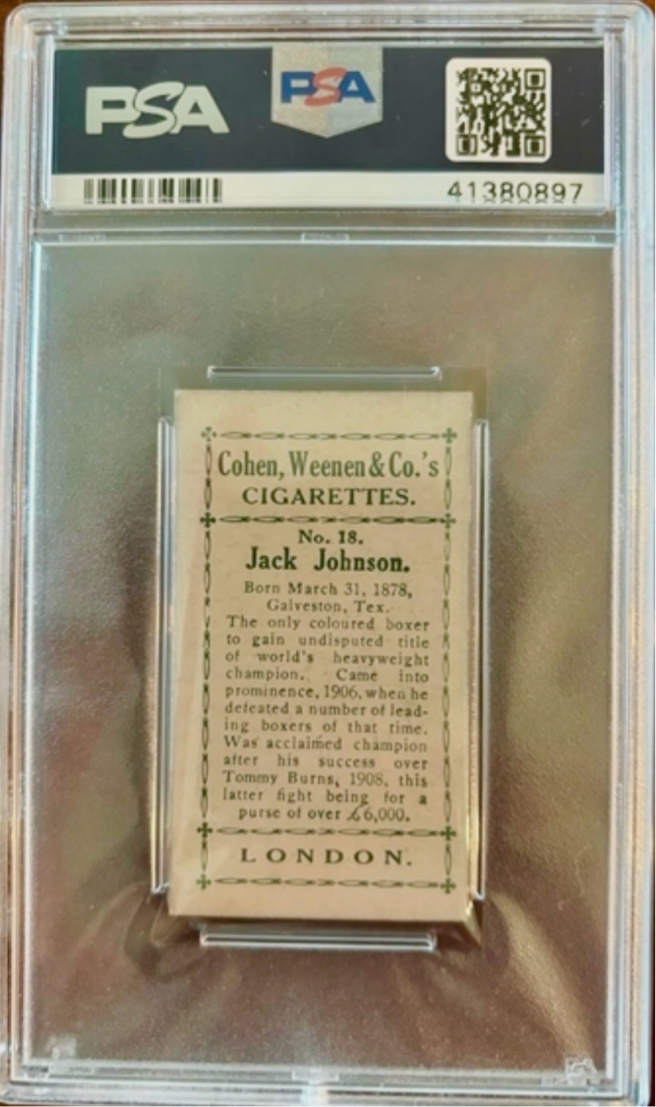 PSA PSA
41380897
Cohen, Weenen & Co.'s
CIGARETTES.
No. 18.
Jack Johnson.
Born March 31, 1878,
Galveston, Tex.
The only coloured boxer
to gain undisputed title
of world's heavyweight
champion. Came into
prominence, 1906, when he
defeated a number of lead-
ing boxers of that time.
Was acclaimed champion
after his success over
Tommy Burns, 1908, this
latter fight being for a
purse of over £6,000.
LONDON.